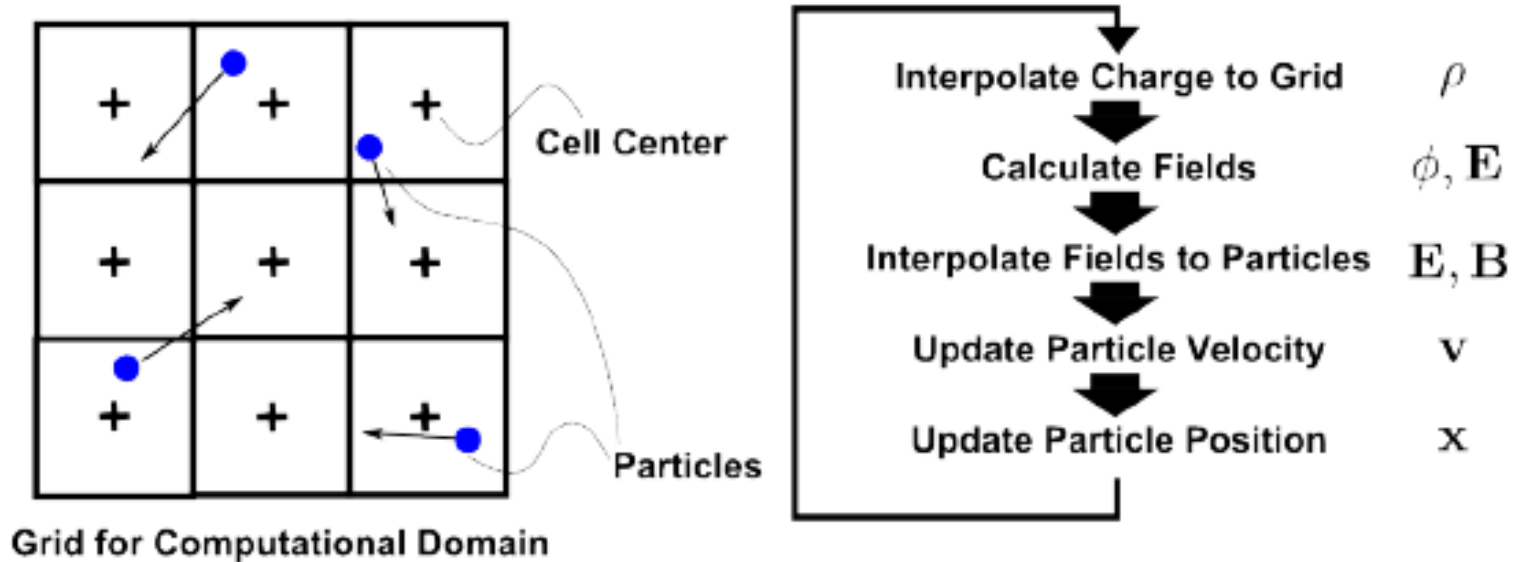 Cell Center
Particles
Grid for Computational Domain
Interpolate Charge to Grid ρ
Calculate Fields ϕ, E
Interpolate Fields to Particles E, B
Update Particle Velocity v
Update Particle Position x